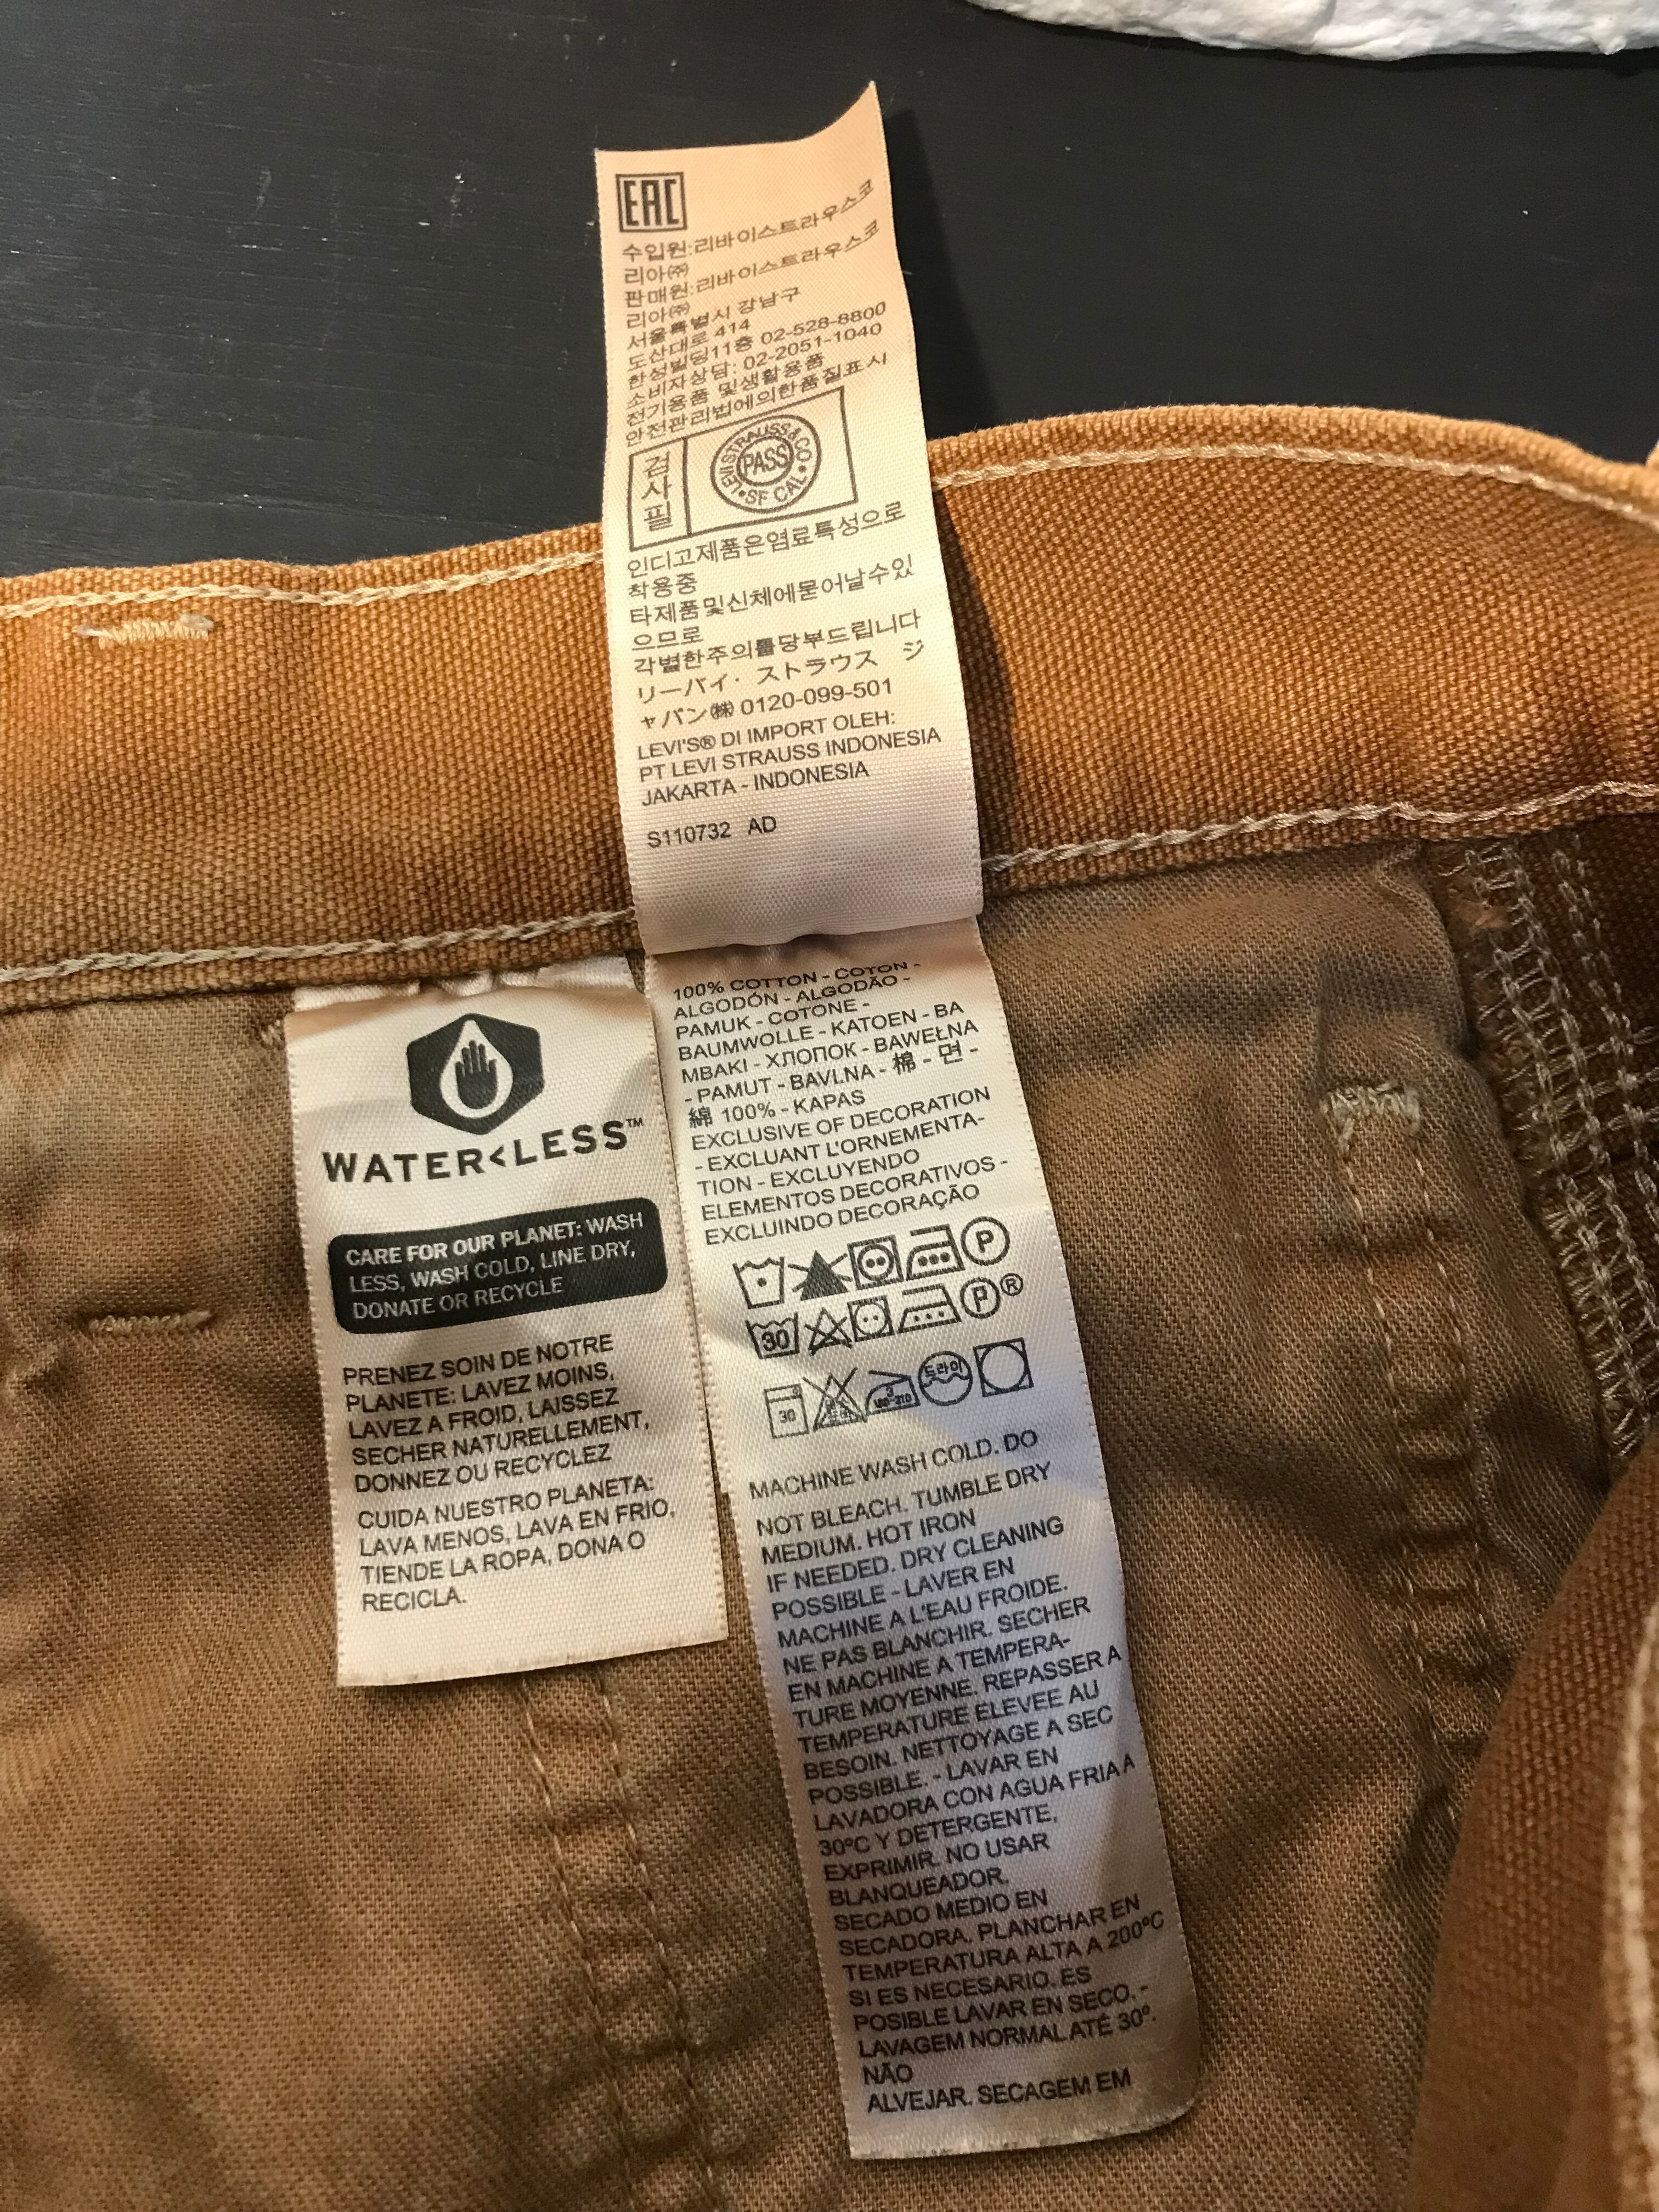 EAC
수입원:리바이스트라우스코
리아㈜
판매원:리바이스트라우스코
리아㈜
서울특별시 강남구
도산대로 414
한성빌딩11층 02-528-8800
소비자상담: 02-2051-1040
전기용품 및생활용품
안전관리법에의한품질표시
검
사
필
LEVI STRAUSS & CO.
PASS
SF CAL
인디고제품은염료특성으로
착용중
타제품및신체에묻어날수있
으므로
각별한주의를당부드립니다
リーバイ・ストラウス ジ
ャパン㈱ 0120-099-501
LEVI'S® DI IMPORT OLEH:
PT LEVI STRAUSS INDONESIA
JAKARTA - INDONESIA
S110732 AD
WATER<LESS™
CARE FOR OUR PLANET: WASH
LESS, WASH COLD, LINE DRY,
DONATE OR RECYCLE
PRENEZ SOIN DE NOTRE
PLANETE: LAVEZ MOINS,
LAVEZ A FROID, LAISSEZ
SECHER NATURELLEMENT,
DONNEZ OU RECYCLEZ
CUIDA NUESTRO PLANETA:
LAVA MENOS, LAVA EN FRIO,
TIENDE LA ROPA, DONA O
RECICLA.
100% COTTON - COTON -
ALGODÓN - ALGODÃO -
PAMUK - COTONE -
BAUMWOLLE - KATOEN - BA
MBAKI - ХЛОПОК - BAWEŁNA
- PAMUT - BAVLNA - 棉 - 면 -
綿 100% - KAPAS
EXCLUSIVE OF DECORATION
- EXCLUANT L'ORNEMENTA-
TION - EXCLUYENDO
ELEMENTOS DECORATIVOS -
EXCLUINDO DECORAÇÃO
P
30 P®
30 3 180-210 드라이
MACHINE WASH COLD. DO
NOT BLEACH. TUMBLE DRY
MEDIUM. HOT IRON
IF NEEDED. DRY CLEANING
POSSIBLE - LAVER EN
MACHINE A L'EAU FROIDE.
NE PAS BLANCHIR. SECHER
EN MACHINE A TEMPERA-
TURE MOYENNE. REPASSER A
TEMPERATURE ELEVEE AU
BESOIN. NETTOYAGE A SEC
POSSIBLE. - LAVAR EN
LAVADORA CON AGUA FRIA A
30ºC Y DETERGENTE,
EXPRIMIR. NO USAR
BLANQUEADOR.
SECADO MEDIO EN
SECADORA. PLANCHAR EN
TEMPERATURA ALTA A 200ºC
SI ES NECESARIO. ES
POSIBLE LAVAR EN SECO. -
LAVAGEM NORMAL ATÉ 30º.
NÃO
ALVEJAR. SECAGEM EM